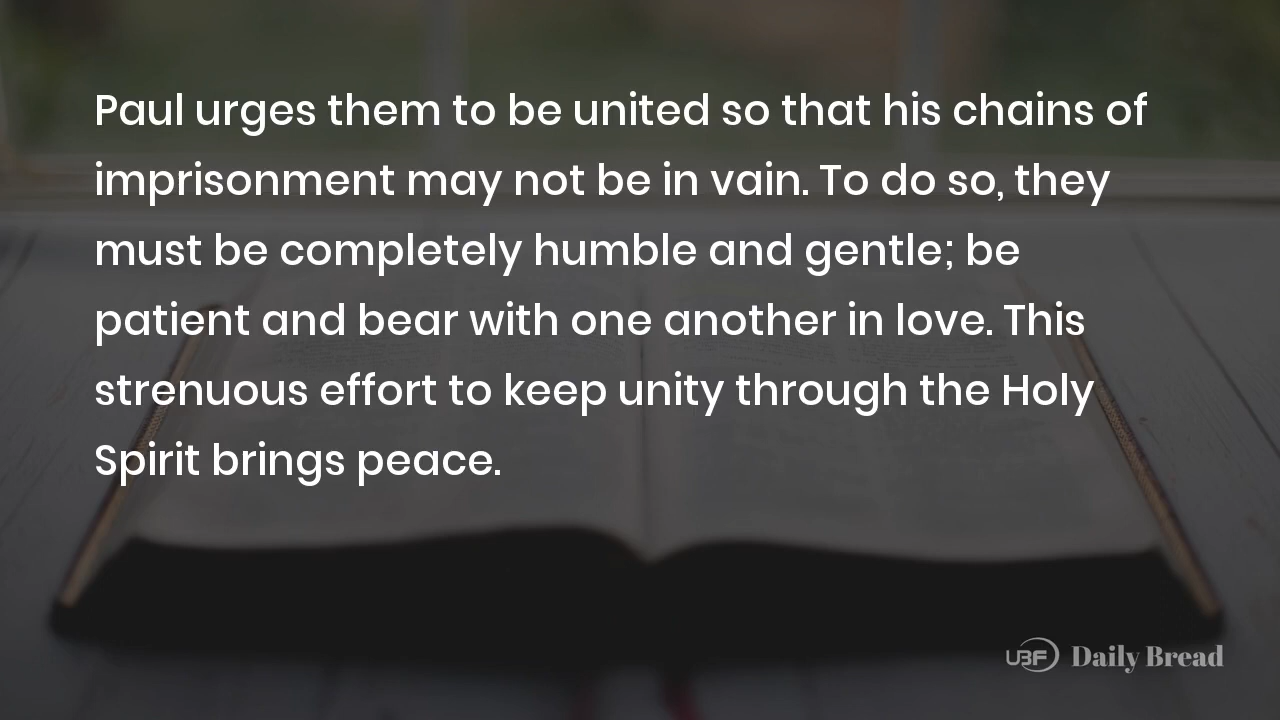 Paul urges them to be united so that his chains of
imprisonment may not be in vain. To do so, they
must be completely humble and gentle; be
patient and bear with one another in love. This
strenuous effort to keep unity through the Holy
Spirit brings peace.
UBF Daily Bread